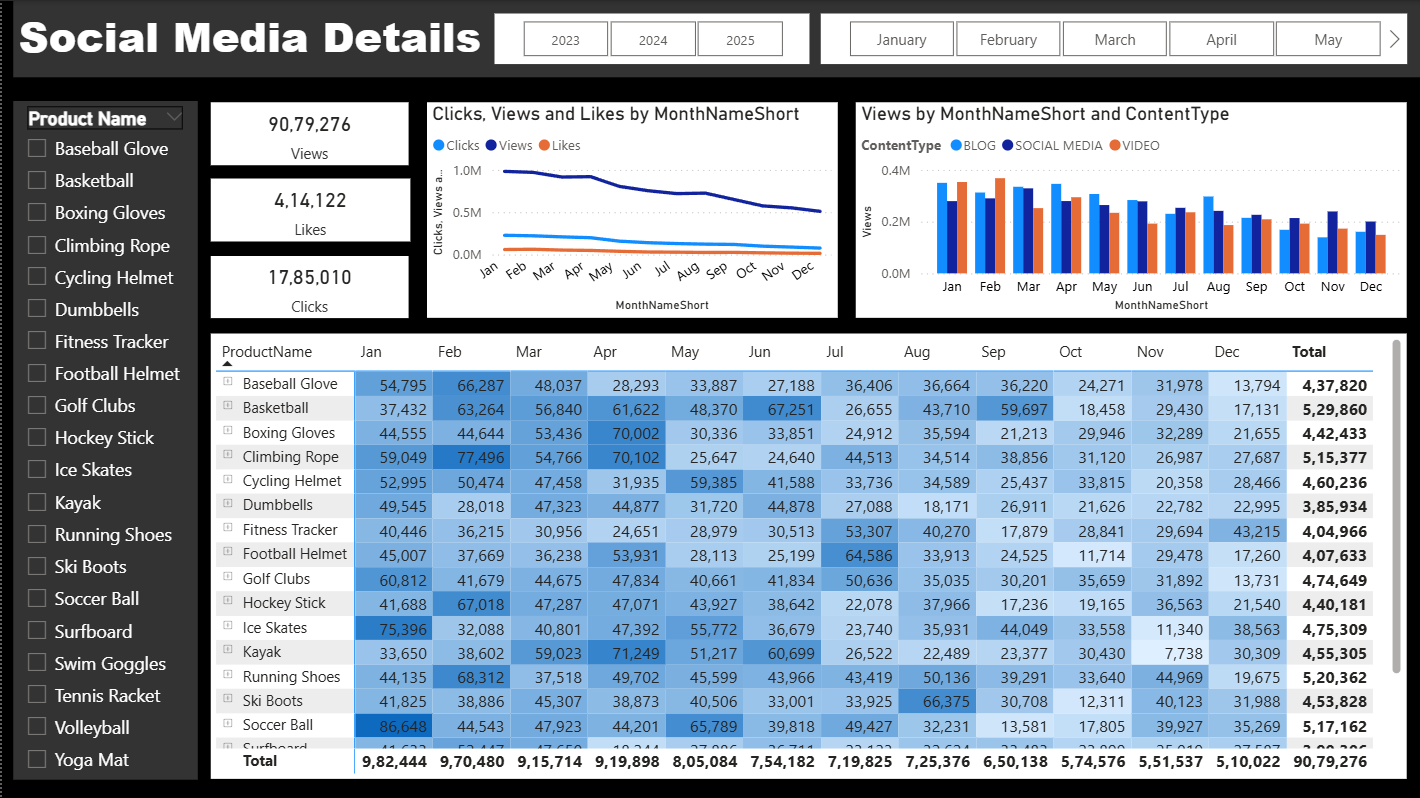 Social Media Details
2023 2024 2025
January February March April May
Product Name
Baseball Glove
Basketball
Boxing Gloves
Climbing Rope
Cycling Helmet
Dumbbells
Fitness Tracker
Football Helmet
Golf Clubs
Hockey Stick
Ice Skates
Kayak
Running Shoes
Ski Boots
Soccer Ball
Surfboard
Swim Goggles
Tennis Racket
Volleyball
Yoga Mat
90,79,276
Views
4,14,122
Likes
17,85,010
Clicks
Clicks, Views and Likes by MonthNameShort
Clicks Views Likes
Clicks, Views a...
1.0M
0.5M
0.0M
Jan Feb Mar Apr May Jun Jul Aug Sep Oct Nov Dec
MonthNameShort
Views by MonthNameShort and ContentType
ContentType BLOG SOCIAL MEDIA VIDEO
Views
0.4M
0.2M
0.0M
Jan Feb Mar Apr May Jun Jul Aug Sep Oct Nov Dec
MonthNameShort
ProductName Jan Feb Mar Apr May Jun Jul Aug Sep Oct Nov Dec Total
Baseball Glove 54,795 66,287 48,037 28,293 33,887 27,188 36,406 36,664 36,220 24,271 31,978 13,794 4,37,820
Basketball 37,432 63,264 56,840 61,622 48,370 67,251 26,655 43,710 59,697 18,458 29,430 17,131 5,29,860
Boxing Gloves 44,555 44,644 53,436 70,002 30,336 33,851 24,912 35,594 21,213 29,946 32,289 21,655 4,42,433
Climbing Rope 59,049 77,496 54,766 70,102 25,647 24,640 44,513 34,514 38,856 31,120 26,987 27,687 5,15,377
Cycling Helmet 52,995 50,474 47,458 31,935 59,385 41,588 33,736 34,589 25,437 33,815 20,358 28,466 4,60,236
Dumbbells 49,545 28,018 47,323 44,877 31,720 44,878 27,088 18,171 26,911 21,626 22,782 22,995 3,85,934
Fitness Tracker 40,446 36,215 30,956 24,651 28,979 30,513 53,307 40,270 17,879 28,841 29,694 43,215 4,04,966
Football Helmet 45,007 37,669 36,238 53,931 28,113 25,199 64,586 33,913 24,525 11,714 29,478 17,260 4,07,633
Golf Clubs 60,812 41,679 44,675 47,834 40,661 41,834 50,636 35,035 30,201 35,659 31,892 13,731 4,74,649
Hockey Stick 41,688 67,018 47,287 47,071 43,927 38,642 22,078 37,966 17,236 19,165 36,563 21,540 4,40,181
Ice Skates 75,396 32,088 40,801 47,392 55,772 36,679 23,740 35,931 44,049 33,558 11,340 38,563 4,75,309
Kayak 33,650 38,602 59,023 71,249 51,217 60,699 26,522 22,489 23,377 30,430 7,738 30,309 4,55,305
Running Shoes 44,135 68,312 37,518 49,702 45,599 43,966 43,419 50,136 39,291 33,640 44,969 19,675 5,20,362
Ski Boots 41,825 38,886 45,307 38,873 40,506 33,001 33,925 66,375 30,708 12,311 40,123 31,988 4,53,828
Soccer Ball 86,648 44,543 47,923 44,201 65,789 39,818 49,427 32,231 13,581 17,805 39,927 35,269 5,17,162
Surfboard
Total 9,82,444 9,70,480 9,15,714 9,19,898 8,05,084 7,54,182 7,19,825 7,25,376 6,50,138 5,74,576 5,51,537 5,10,022 90,79,276